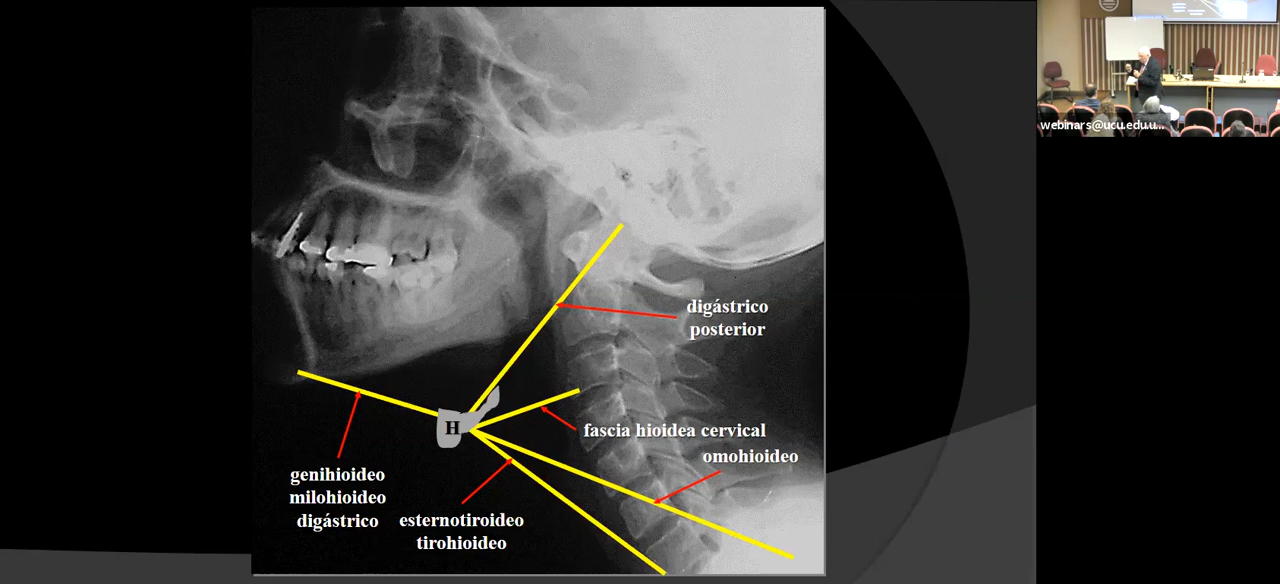 webinars@ucu.edu.u...
digástrico
posterior
H
fascia hioidea cervical
omohioideo
genihioideo
milohioideo
digástrico
esternotiroideo
tirohioideo